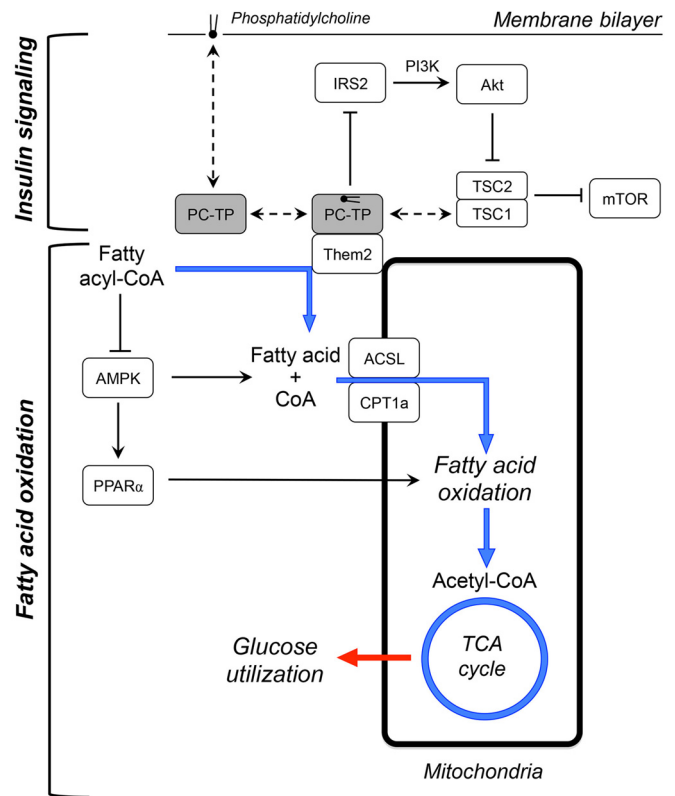 Phosphatidylcholine
Membrane bilayer
Insulin signaling
IRS2
PI3K
Akt
TSC2
TSC1
mTOR
PC-TP
PC-TP
Them2
Fatty acid oxidation
Fatty
acyl-CoA
AMPK
PPARα
Fatty acid
+
CoA
ACSL
CPT1a
Fatty acid
oxidation
Acetyl-CoA
TCA
cycle
Glucose
utilization
Mitochondria